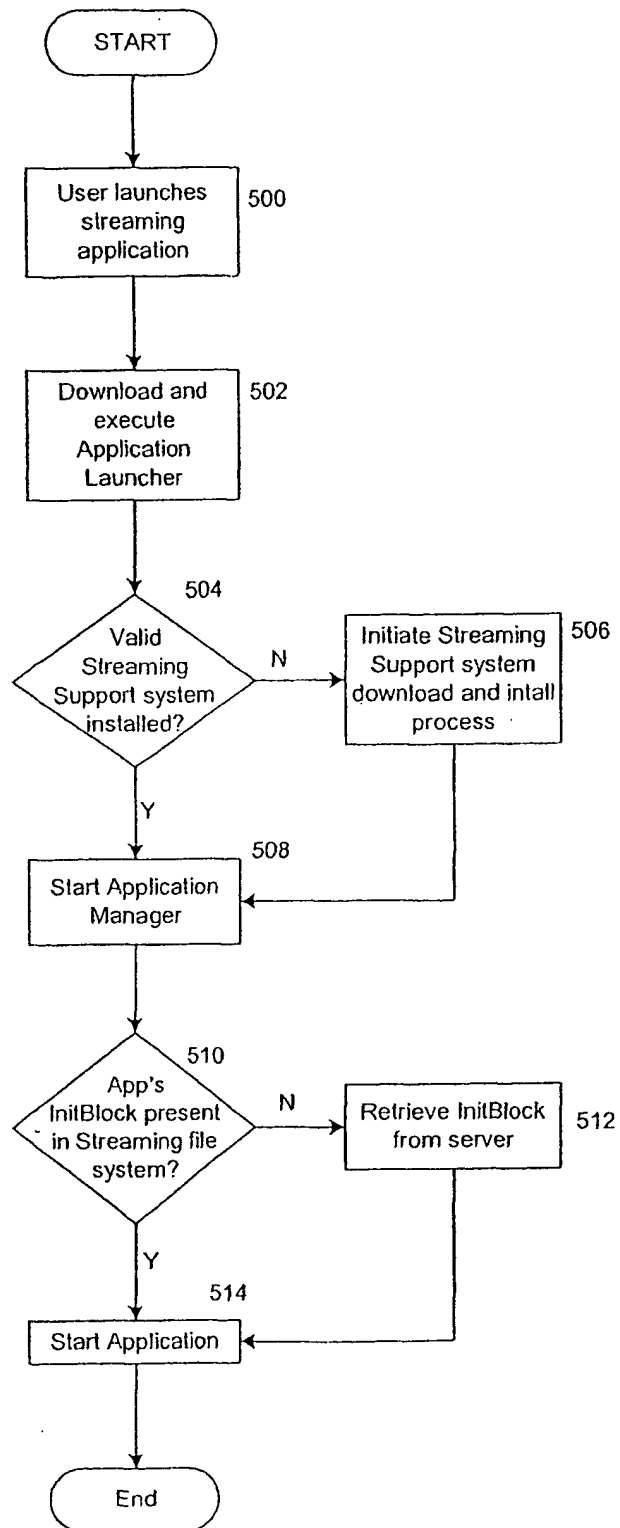 START
User launches
streaming
application
500
Download and
execute
Application
Launcher
502
504
Valid
Streaming
Support system
installed?
N
Initiate Streaming
Support system
download and intall
process
506
Y
508
Start Application
Manager
510
App's
InitBlock present
in Streaming file
system?
N
Retrieve InitBlock
from server
512
Y
514
Start Application
End